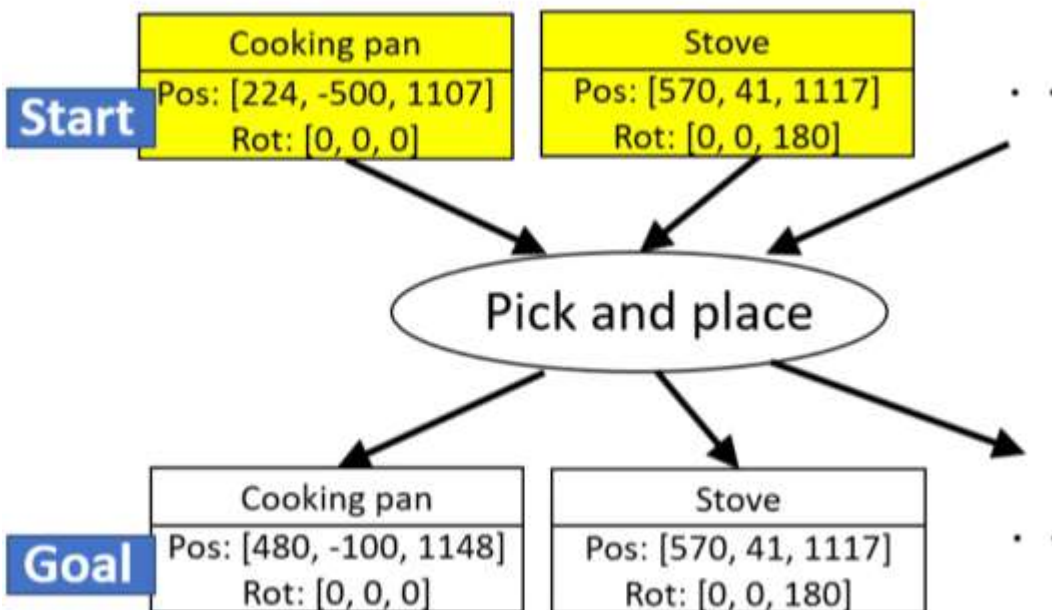 Cooking pan
Pos: [224, -500, 1107]
Rot: [0, 0, 0]
Stove
Pos: [570, 41, 1117]
Rot: [0, 0, 180]
. .
Start
Pick and place
Cooking pan
Pos: [480, -100, 1148]
Rot: [0, 0, 0]
Stove
Pos: [570, 41, 1117]
Rot: [0, 0, 180]
. .
Goal